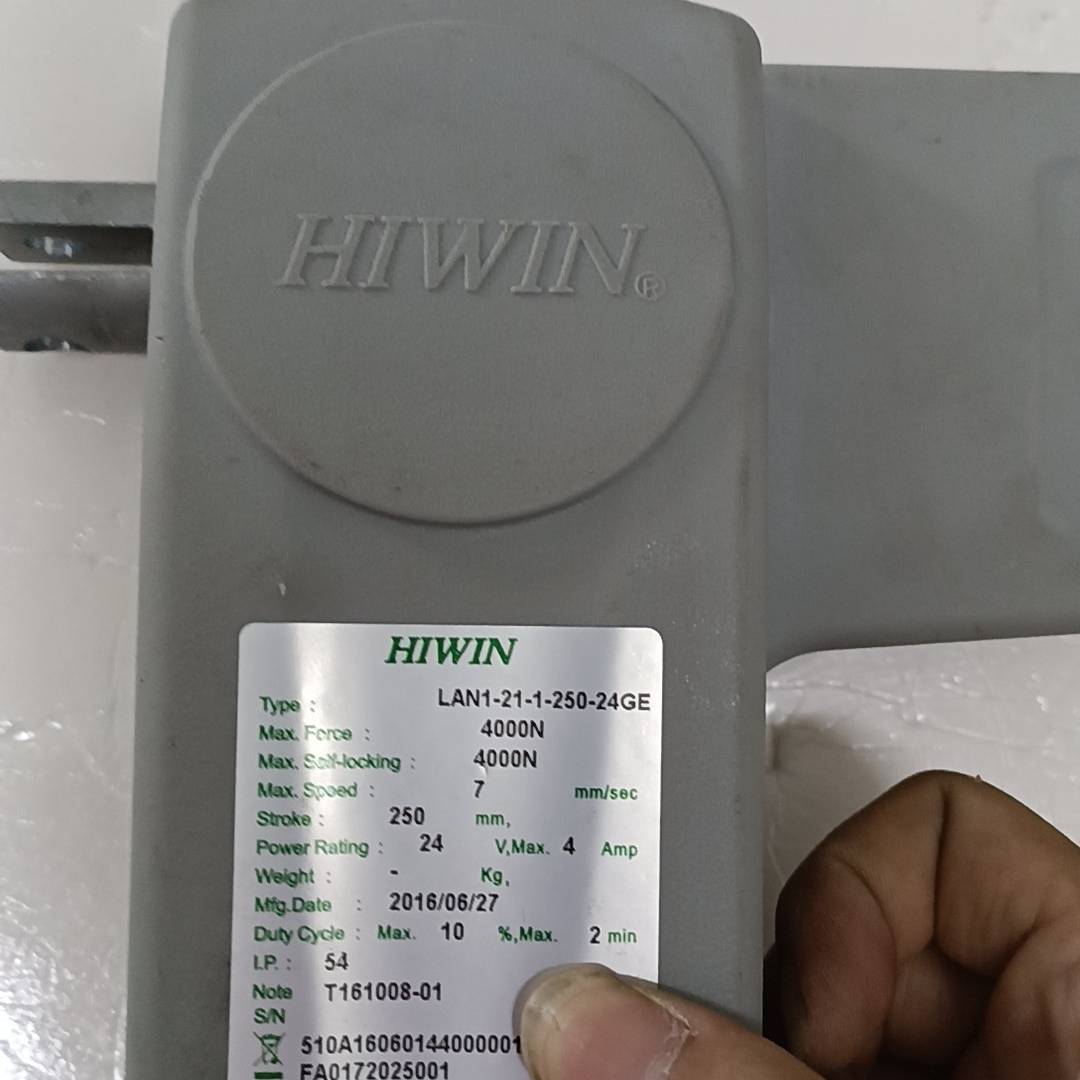 HIWIN®
HIWIN
Type : LAN1-21-1-250-24GE
Max. Force : 4000N
Max. Self-locking : 4000N
Max. Speed : 7 mm/sec
Stroke : 250 mm,
Power Rating : 24 V,Max. 4 Amp
Weight : - Kg,
Mfg.Date : 2016/06/27
Duty Cycle : Max. 10 %,Max. 2 min
I.P. : 54
Note T161008-01
S/N
510A16060144000001
FA0172025001